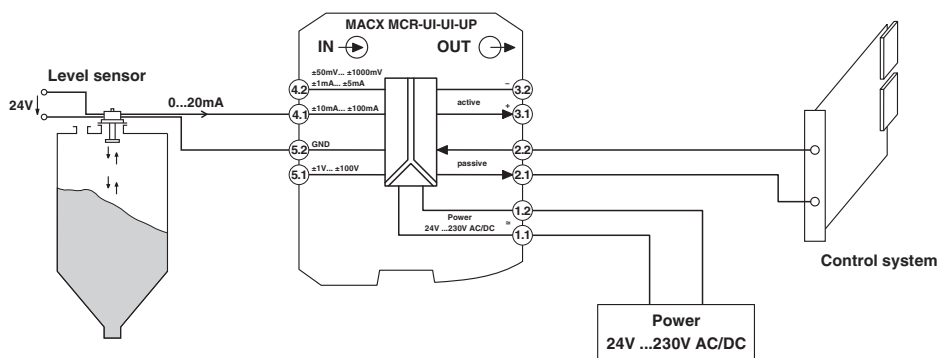 MACX MCR-UI-UI-UP
IN
OUT
Level sensor
24V
0...20mA
±50mV... ±1000mV
4.2
±1mA... ±5mA
–
3.2
4.1
±10mA... ±100mA
active
+
3.1
5.2
GND
2.2
5.1
±1V... ±100V
passive
2.1
1.2
Power
24V ...230V AC/DC
1.1
Control system
Power
24V ...230V AC/DC